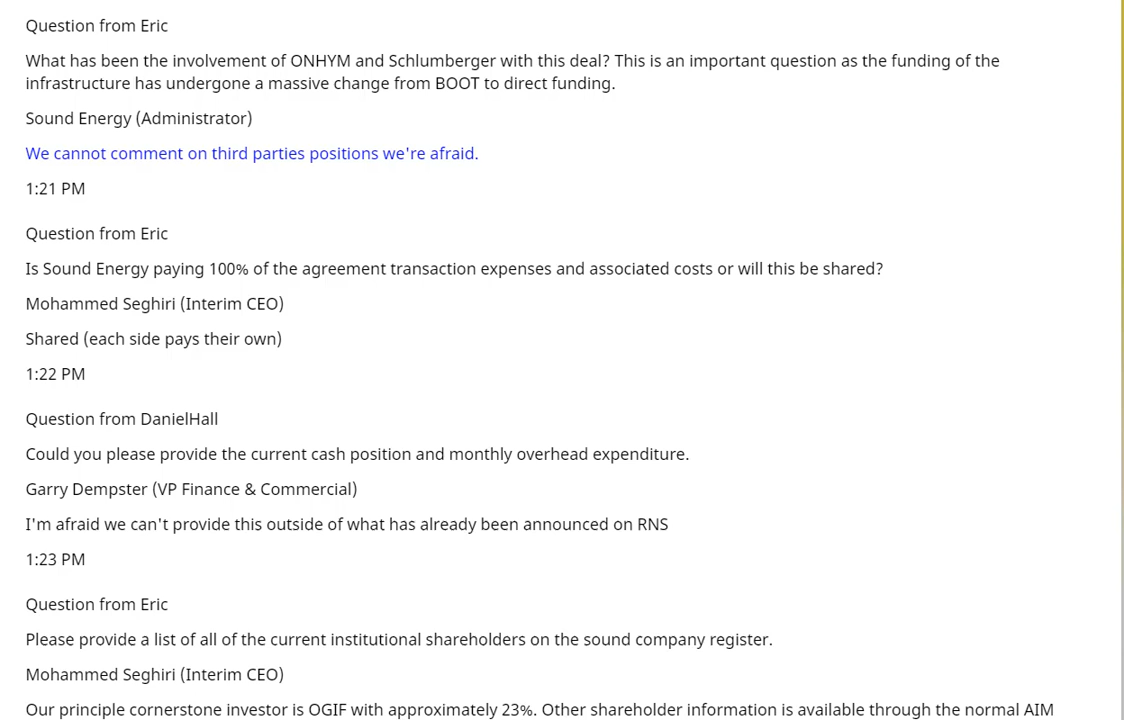 Question from Eric
What has been the involvement of ONHYM and Schlumberger with this deal? This is an important question as the funding of the
infrastructure has undergone a massive change from BOOT to direct funding.
Sound Energy (Administrator)
We cannot comment on third parties positions we're afraid.
1:21 PM
Question from Eric
Is Sound Energy paying 100% of the agreement transaction expenses and associated costs or will this be shared?
Mohammed Seghiri (Interim CEO)
Shared (each side pays their own)
1:22 PM
Question from DanielHall
Could you please provide the current cash position and monthly overhead expenditure.
Garry Dempster (VP Finance & Commercial)
I'm afraid we can't provide this outside of what has already been announced on RNS
1:23 PM
Question from Eric
Please provide a list of all of the current institutional shareholders on the sound company register.
Mohammed Seghiri (Interim CEO)
Our principle cornerstone investor is OGIF with approximately 23%. Other shareholder information is available through the normal AIM